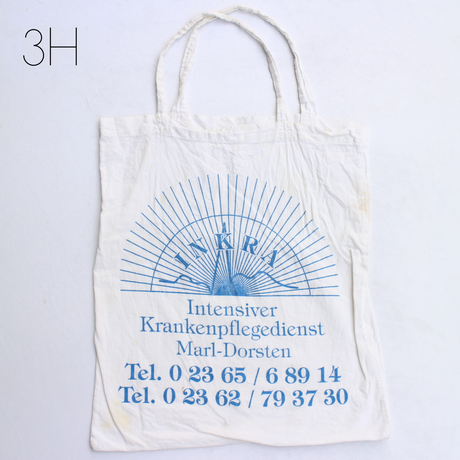 3H
INKRA
Intensiver
Krankenpflegedienst
Marl-Dorsten
Tel. 0 23 65 / 6 89 14
Tel. 0 23 62 / 79 37 30